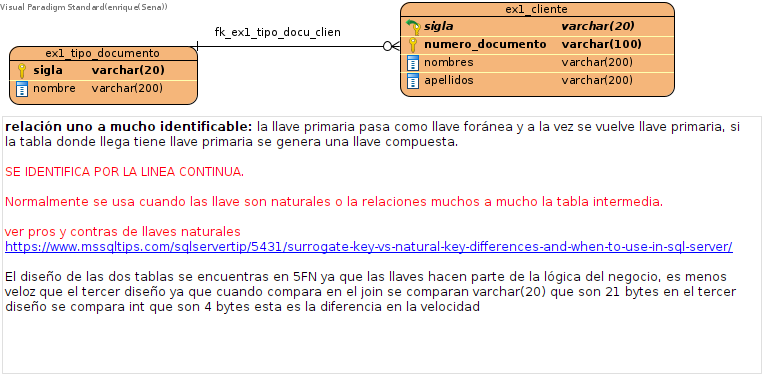 Visual Paradigm Standard(enrique(Sena))
fk_ex1_tipo_docu_clien
ex1_tipo_documento
sigla varchar(20)
nombre varchar(200)
ex1_cliente
sigla varchar(20)
numero_documento varchar(100)
nombres varchar(200)
apellidos varchar(200)
relación uno a mucho identificable: la llave primaria pasa como llave foránea y a la vez se vuelve llave primaria, si
la tabla donde llega tiene llave primaria se genera una llave compuesta.
SE IDENTIFICA POR LA LINEA CONTINUA.
Normalmente se usa cuando las llave son naturales o la relaciones muchos a mucho la tabla intermedia.
ver pros y contras de llaves naturales
https://www.mssqltips.com/sqlservertip/5431/surrogate-key-vs-natural-key-differences-and-when-to-use-in-sql-server/
El diseño de las dos tablas se encuentras en 5FN ya que las llaves hacen parte de la lógica del negocio, es menos
veloz que el tercer diseño ya que cuando compara en el join se comparan varchar(20) que son 21 bytes en el tercer
diseño se compara int que son 4 bytes esta es la diferencia en la velocidad